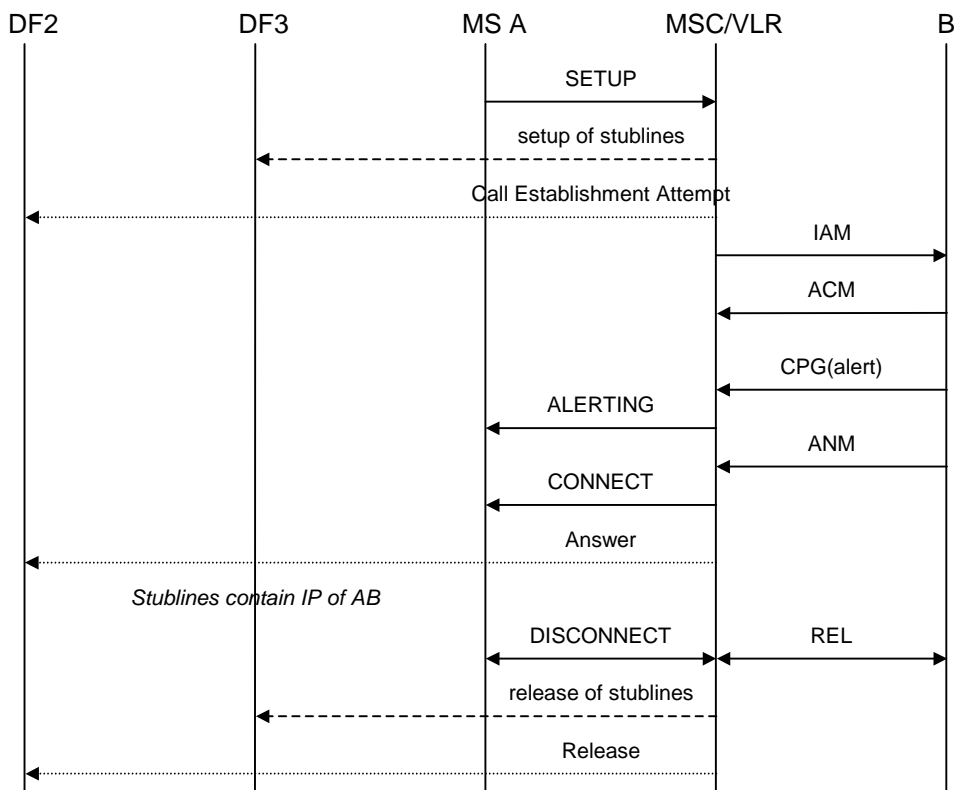 DF2 DF3 MS A MSC/VLR B
SETUP
setup of stublines
Call Establishment Attempt
IAM
ACM
CPG(alert)
ALERTING
ANM
CONNECT
Answer
Stublines contain IP of AB
DISCONNECT REL
release of stublines
Release